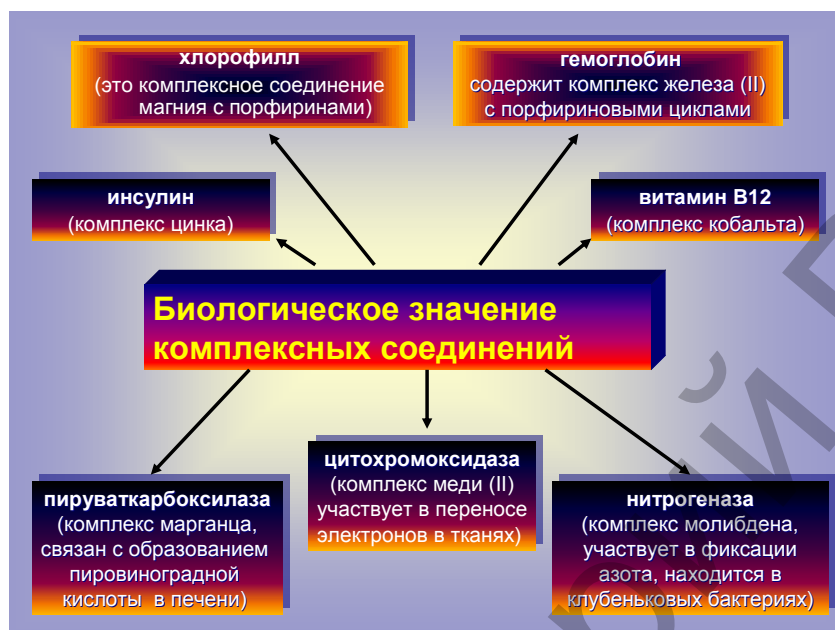 хлорофилл
(это комплексное соединение
магния с порфиринами)
гемоглобин
содержит комплекс железа (II)
с порфириновыми циклами
инсулин
(комплекс цинка)
витамин В12
(комплекс кобальта)
Биологическое значение
комплексных соединений
пируваткарбоксилаза
(комплекс марганца,
связан с образованием
пировиноградной
кислоты в печени)
цитохромоксидаза
(комплекс меди (II)
участвует в переносе
электронов в тканях)
нитрогеназа
(комплекс молибдена,
участвует в фиксации
азота, находится в
клубеньковых бактериях)